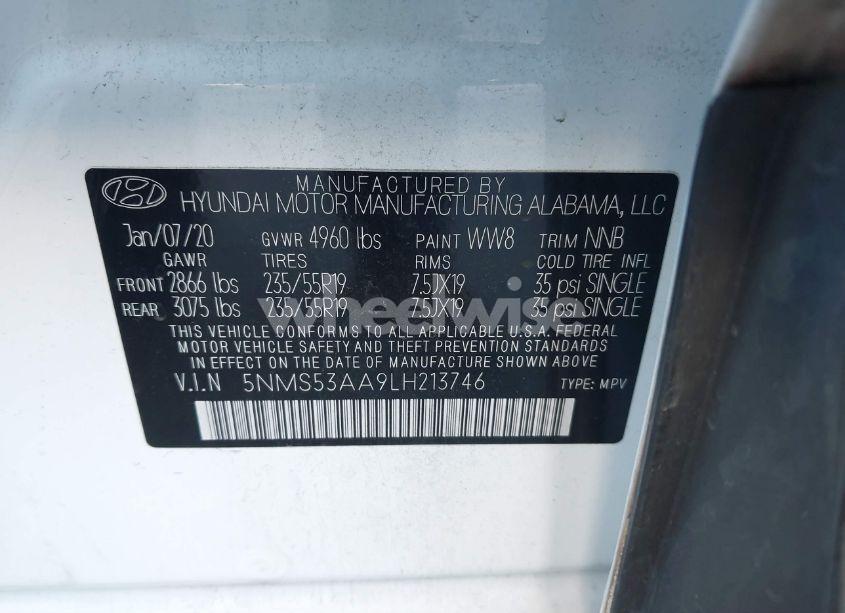 MANUFACTURED BY
HYUNDAI MOTOR MANUFACTURING ALABAMA, LLC
Jan/07/20 GVWR 4960 lbs PAINT WW8 TRIM NNB
GAWR TIRES RIMS COLD TIRE INFL
FRONT 2866 lbs 235/55R19 7.5JX19 35 psi SINGLE
REAR 3075 lbs 235/55R19 7.5JX19 35 psi SINGLE
wheelwise
THIS VEHICLE CONFORMS TO ALL APPLICABLE U.S.A. FEDERAL
MOTOR VEHICLE SAFETY AND THEFT PREVENTION STANDARDS
IN EFFECT ON THE DATE OF MANUFACTURE SHOWN ABOVE
V.I.N 5NMS53AA9LH213746 TYPE: MPV